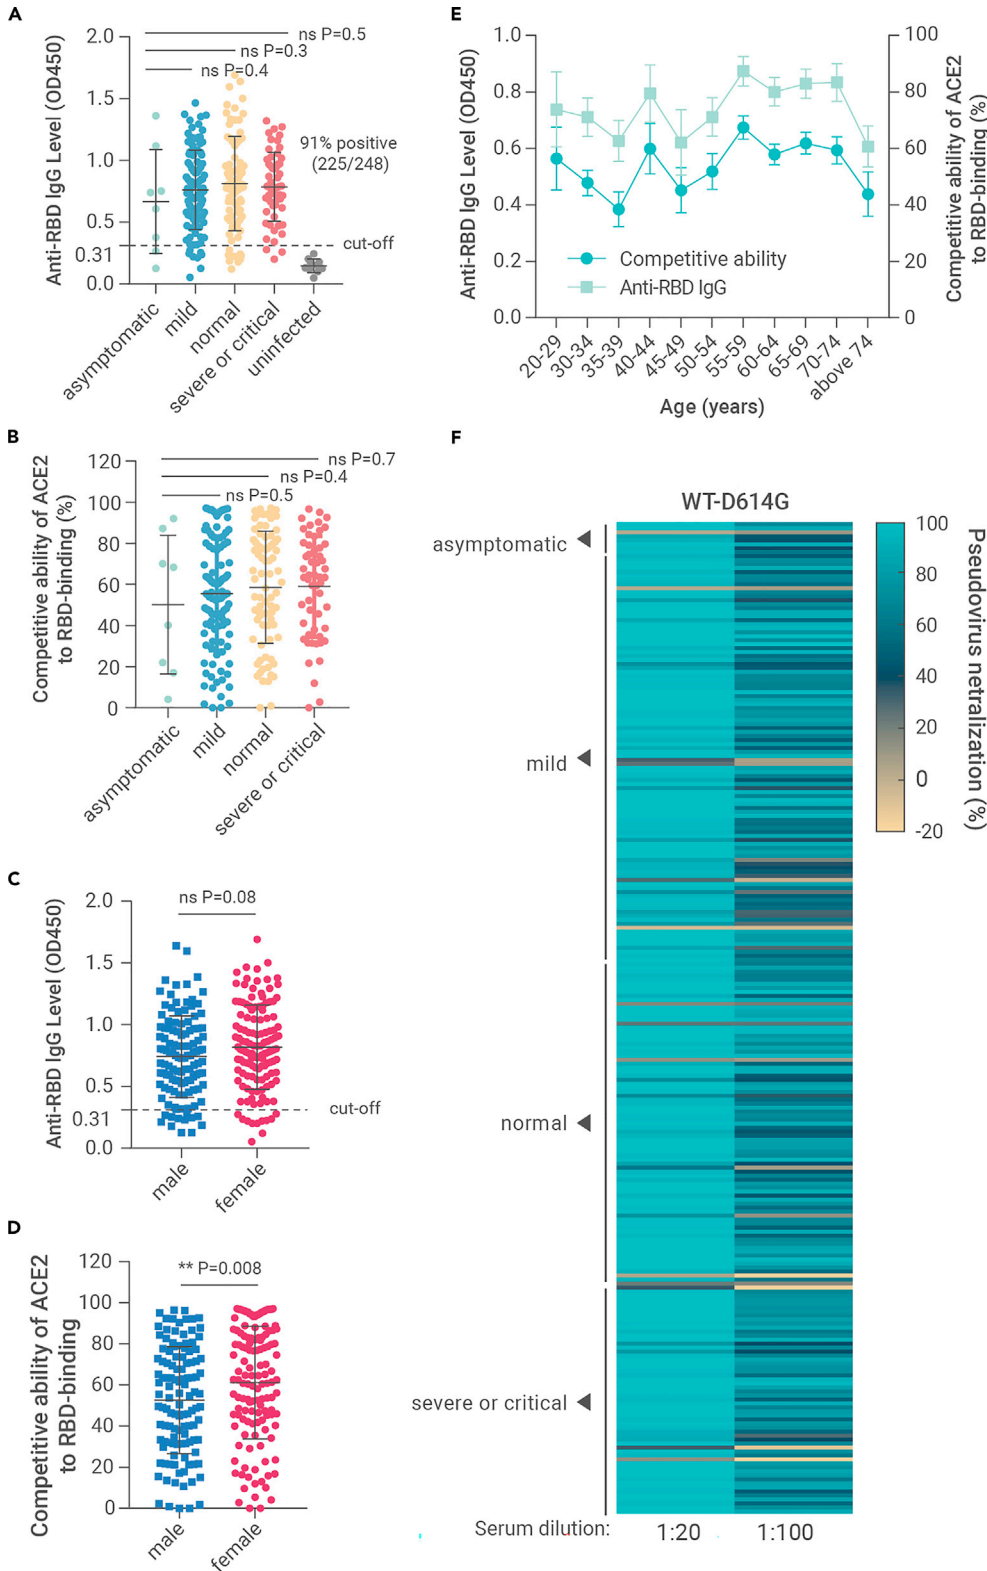 A
Anti-RBD IgG Level (OD450)
2.0
1.5
1.0
0.5
0.31
0.0
ns P=0.5
ns P=0.3
ns P=0.4
91% positive
(225/248)
cut-off
asymptomatic
mild
normal
severe or critical
uninfected
B
Competitive ability of ACE2
to RBD-binding (%)
120
100
80
60
40
20
0
ns P=0.7
ns P=0.4
ns P=0.5
asymptomatic
mild
normal
severe or critical
C
Anti-RBD IgG Level (OD450)
2.0
1.5
1.0
0.5
0.31
0.0
ns P=0.08
cut-off
male
female
D
Competitive ability of ACE2
to RBD-binding
120
100
80
60
40
20
0
** P=0.008
male
female
E
Anti-RBD IgG Level (OD450)
1.0
0.8
0.6
0.4
0.2
0.0
Competitive ability
Anti-RBD IgG
100
80
60
40
20
0
Competitive ability of ACE2
to RBD-binding (%)
20-29
30-34
35-39
40-44
45-49
50-54
55-59
60-64
65-69
70-74
above 74
Age (years)
F
WT-D614G
asymptomatic
mild
normal
severe or critical
Serum dilution:
1:20
1:100
100
80
60
40
20
0
-20
Pseudovirus netralization (%)